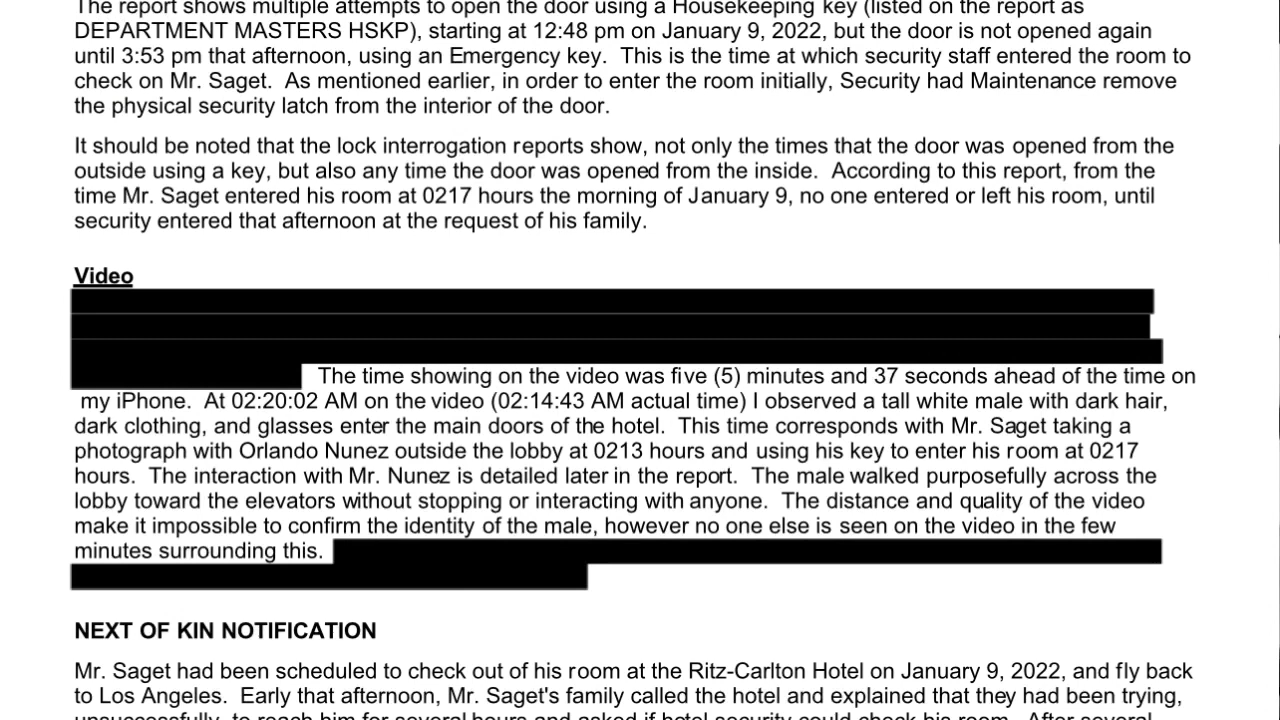 The report shows multiple attempts to open the door using a Housekeeping key (listed on the report as
DEPARTMENT MASTERS HSKP), starting at 12:48 pm on January 9, 2022, but the door is not opened again
until 3:53 pm that afternoon, using an Emergency key.  This is the time at which security staff entered the room to
check on Mr. Saget.  As mentioned earlier, in order to enter the room initially, Security had Maintenance remove
the physical security latch from the interior of the door.
It should be noted that the lock interrogation reports show, not only the times that the door was opened from the
outside using a key, but also any time the door was opened from the inside.  According to this report, from the
time Mr. Saget entered his room at 0217 hours the morning of January 9, no one entered or left his room, until
security entered that afternoon at the request of his family.
Video
The time showing on the video was five (5) minutes and 37 seconds ahead of the time on
my iPhone.  At 02:20:02 AM on the video (02:14:43 AM actual time) I observed a tall white male with dark hair,
dark clothing, and glasses enter the main doors of the hotel.  This time corresponds with Mr. Saget taking a
photograph with Orlando Nunez outside the lobby at 0213 hours and using his key to enter his room at 0217
hours.  The interaction with Mr. Nunez is detailed later in the report.  The male walked purposefully across the
lobby toward the elevators without stopping or interacting with anyone.  The distance and quality of the video
make it impossible to confirm the identity of the male, however no one else is seen on the video in the few
minutes surrounding this.
NEXT OF KIN NOTIFICATION
Mr. Saget had been scheduled to check out of his room at the Ritz-Carlton Hotel on January 9, 2022, and fly back
to Los Angeles.  Early that afternoon, Mr. Saget's family called the hotel and explained that they had been trying,
unsuccessfully, to reach him for several hours and asked if hotel security could check his room.  After several